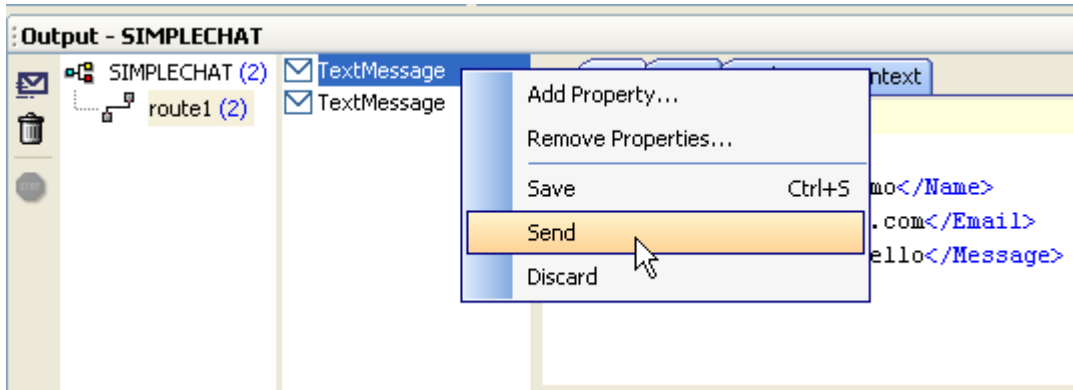 Output - SIMPLECHAT
SIMPLECHAT (2)
route1 (2)
TextMessage
TextMessage
Add Property...
Remove Properties...
Save Ctrl+S
Send
Discard
ntext
mo</Name>
.com</Email>
ello</Message>